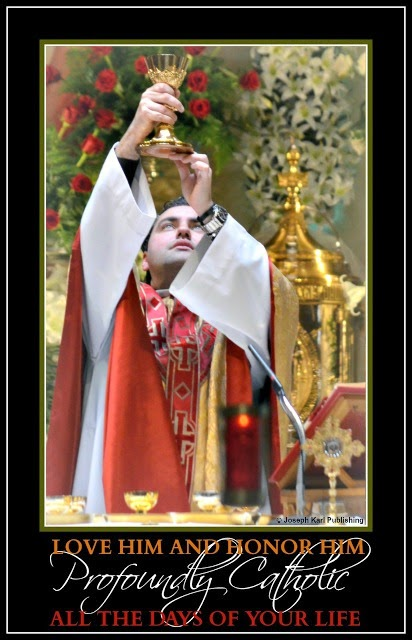 © Joseph Karl Publishing
LOVE HIM AND HONOR HIM
Profoundly Catholic
ALL THE DAYS OF YOUR LIFE